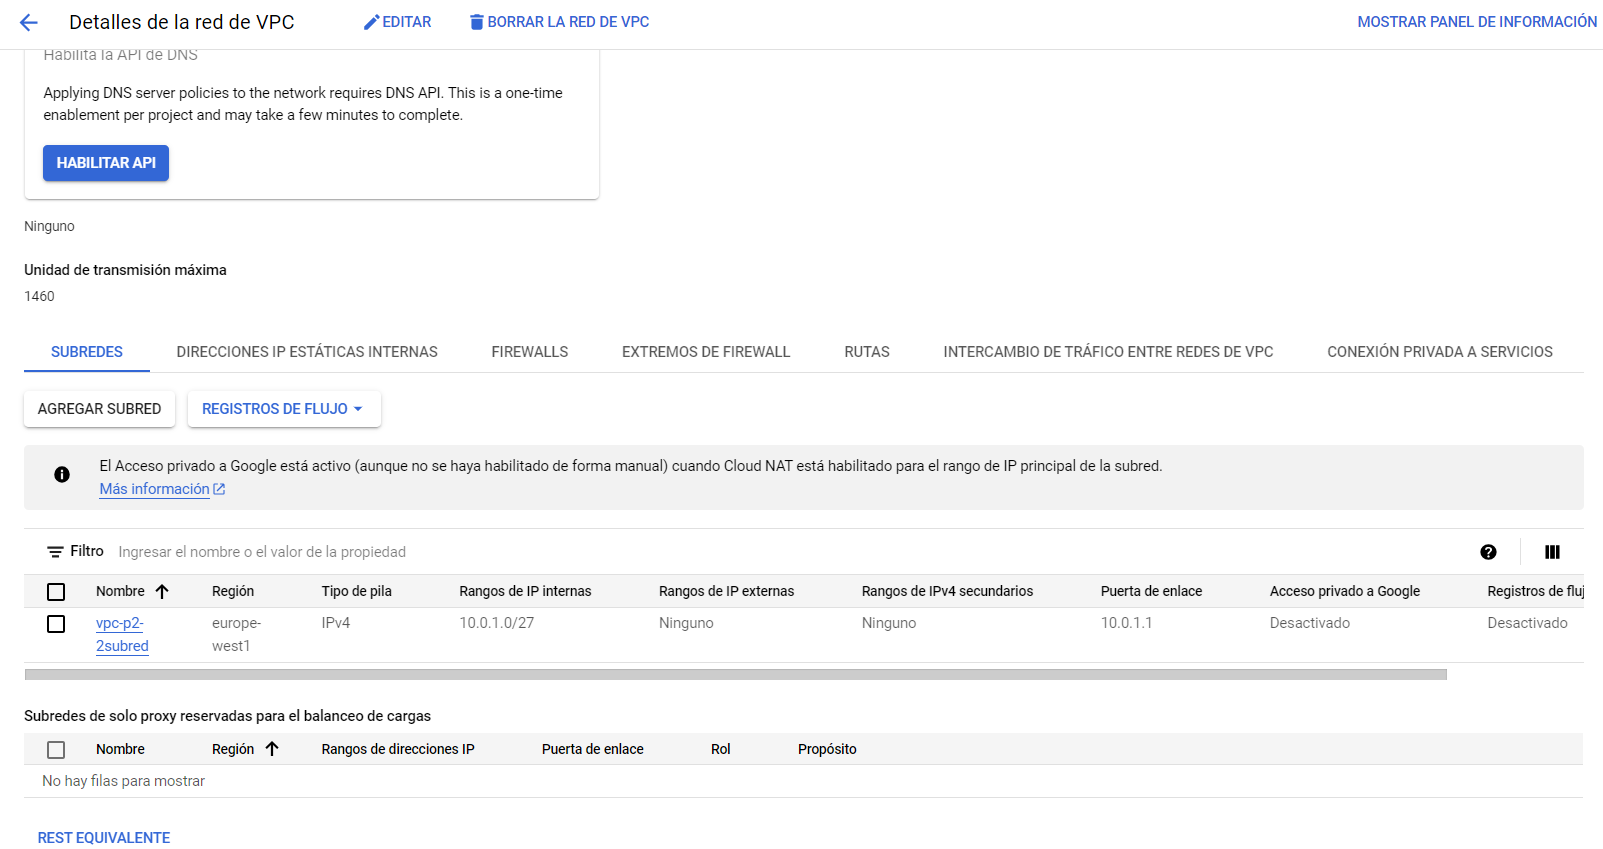 Detalles de la red de VPC
EDITAR
BORRAR LA RED DE VPC
MOSTRAR PANEL DE INFORMACIÓN
Habilita la API de DNS
Applying DNS server policies to the network requires DNS API. This is a one-time
enablement per project and may take a few minutes to complete.
HABILITAR API
Ninguno
Unidad de transmisión máxima
1460
SUBREDES DIRECCIONES IP ESTÁTICAS INTERNAS FIREWALLS EXTREMOS DE FIREWALL RUTAS INTERCAMBIO DE TRÁFICO ENTRE REDES DE VPC CONEXIÓN PRIVADA A SERVICIOS
AGREGAR SUBRED REGISTROS DE FLUJO
El Acceso privado a Google está activo (aunque no se haya habilitado de forma manual) cuando Cloud NAT está habilitado para el rango de IP principal de la subred.
Más información
Filtro Ingresar el nombre o el valor de la propiedad
Nombre Región Tipo de pila Rangos de IP internas Rangos de IP externas Rangos de IPv4 secundarios Puerta de enlace Acceso privado a Google Registros de fluj
vpc-p2- europe- IPv4 10.0.1.0/27 Ninguno Ninguno 10.0.1.1 Desactivado Desactivado
2subred west1
Subredes de solo proxy reservadas para el balanceo de cargas
Nombre Región Rangos de direcciones IP Puerta de enlace Rol Propósito
No hay filas para mostrar
REST EQUIVALENTE